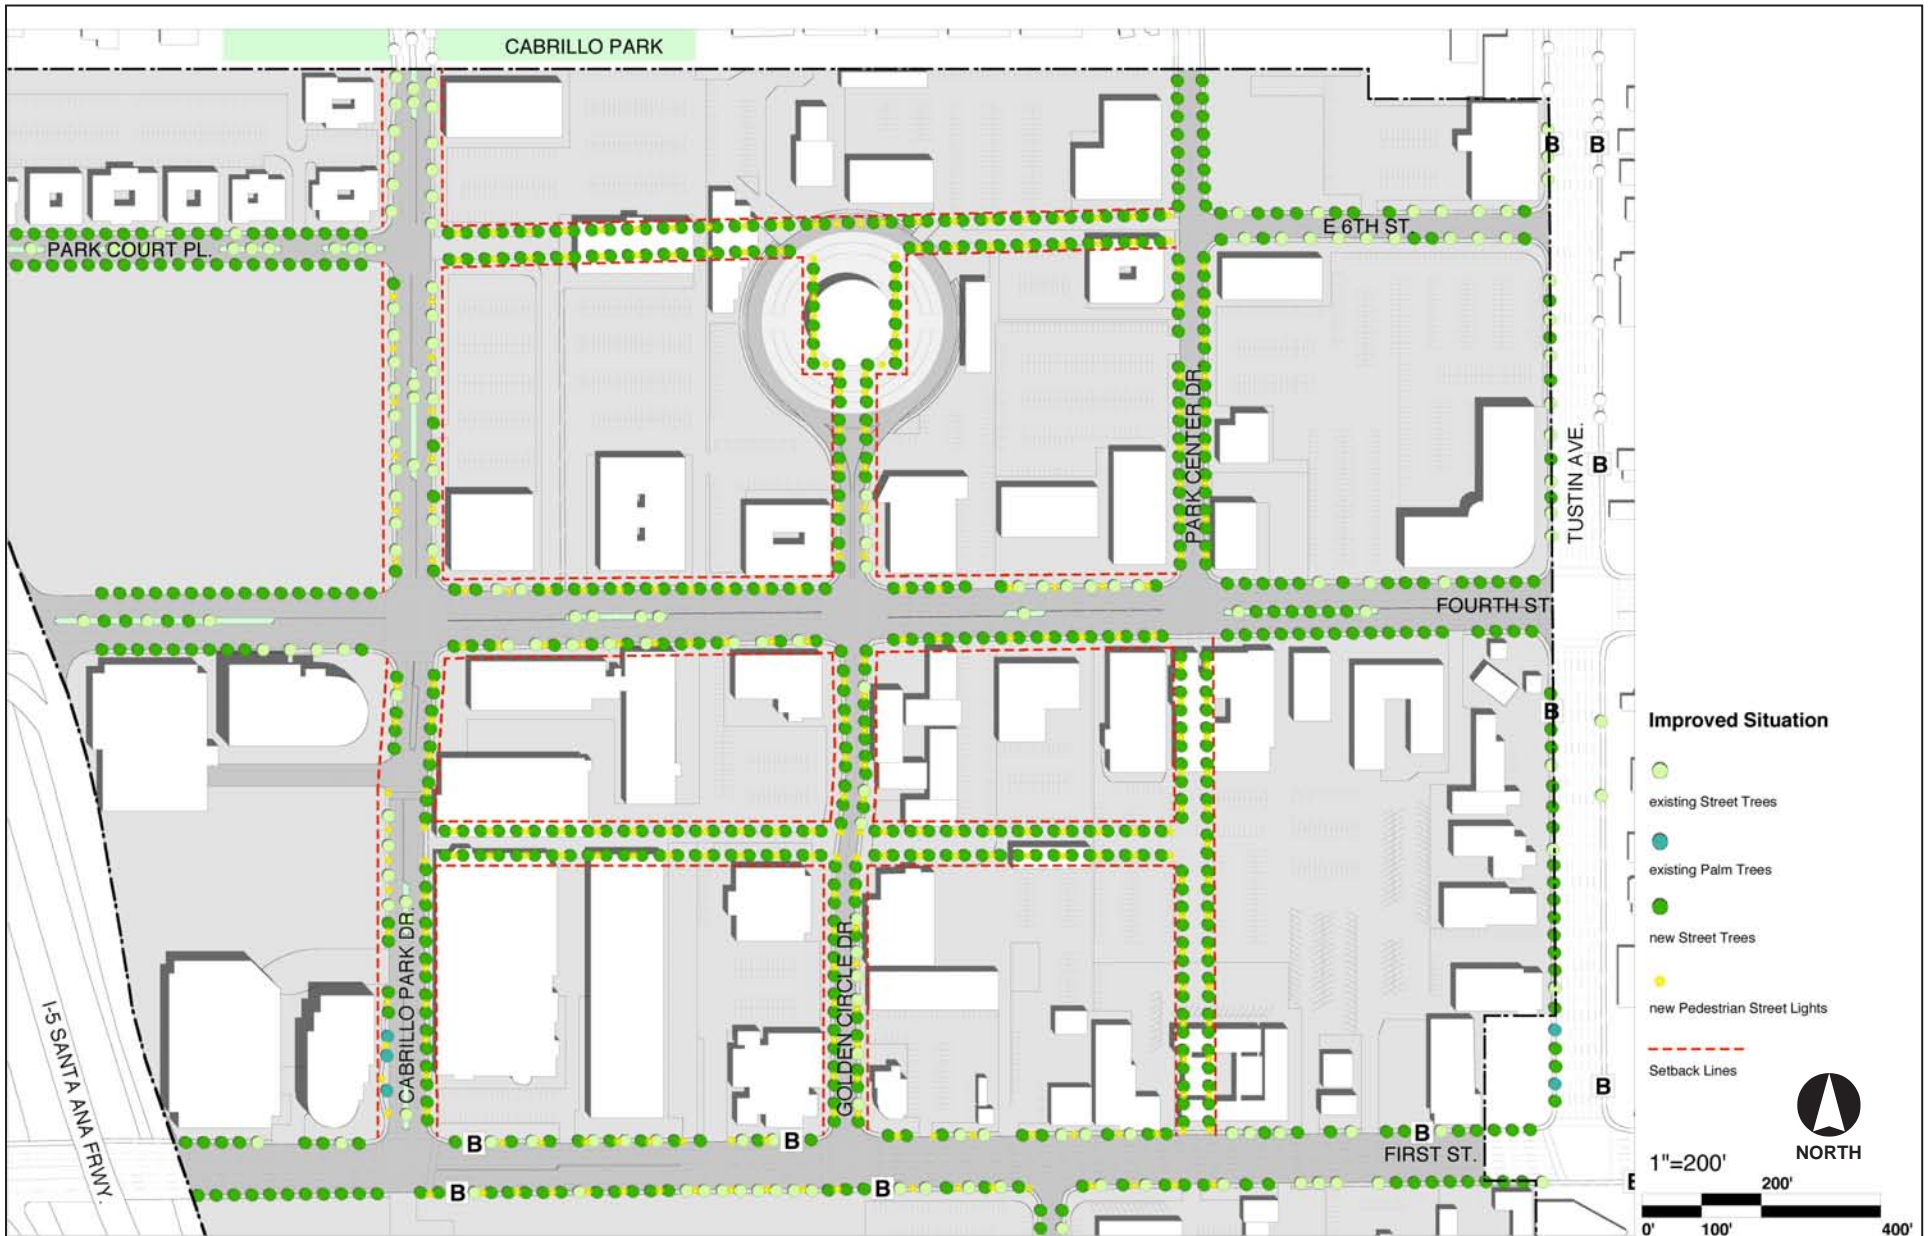 CABRILLO PARK
B
B
E 6TH ST.
PARK COURT PL.
PARK CENTER DR.
TUSTIN AVE.
B
FOURTH ST.
B
Improved Situation
existing Street Trees
existing Palm Trees
new Street Trees
new Pedestrian Street Lights
Setback Lines
I-5 SANTA ANA FRWY.
CABRILLO PARK DR.
GOLDEN CIRCLE DR.
B
B
B
B
FIRST ST.
B
B
NORTH
1"=200'
200'
0'
100'
400'